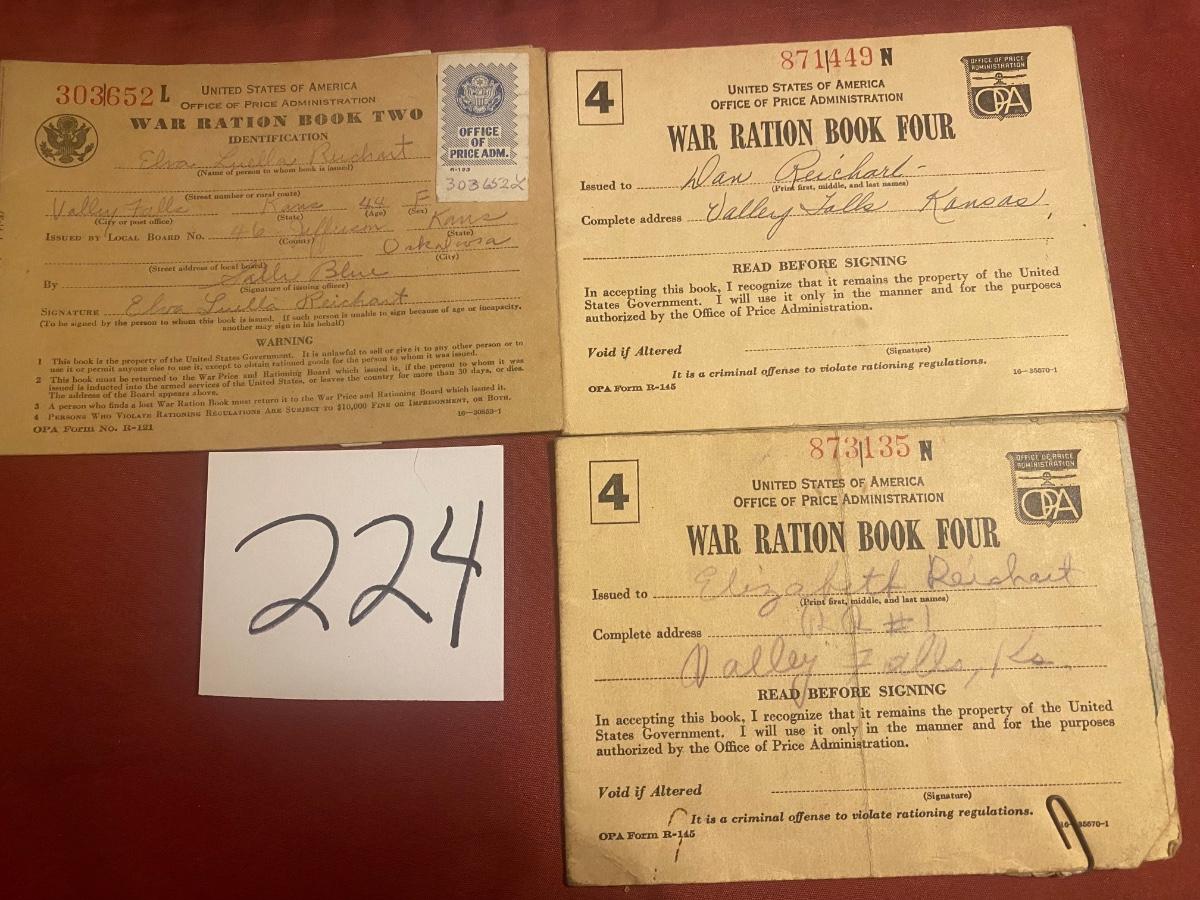 303652 L
UNITED STATES OF AMERICA
OFFICE OF PRICE ADMINISTRATION
WAR RATION BOOK TWO
IDENTIFICATION
Elva Luella Reichart
(Name of person to whom book is issued)
(Street number or rural route)
Valley Falls Kans 44 F
(City or post office) (State) (Age) (Sex)
ISSUED BY LOCAL BOARD NO. 46 Jefferson Kans
(County) (State)
Oskaloosa
(Street address of local board) (City)
By Sallie Blue
(Signature of issuing officer)
SIGNATURE Elva Luella Reichart
(To be signed by the person to whom this book is issued. If such person is unable to sign because of age or incapacity, another may sign in his behalf)
WARNING
1 This book is the property of the United States Government. It is unlawful to sell or give it to any other person or to
use it or permit anyone else to use it, except to obtain rationed goods for the person to whom it was issued.
2 This book must be returned to the War Price and Rationing Board which issued it, if the person to whom it was
issued is inducted into the armed services of the United States, or leaves the country for more than 30 days, or dies.
The address of the Board appears above.
3 A person who finds a lost War Ration Book must return it to the War Price and Rationing Board which issued it.
4 PERSONS WHO VIOLATE RATIONING REGULATIONS ARE SUBJECT TO $10,000 FINE OR IMPRISONMENT, OR BOTH.
OPA Form No. R-121 16-30853-1
OFFICE
OF
PRICE ADM.
R-123
303652L
871449 N
4
OFFICE OF PRICE
ADMINISTRATION
OPA
UNITED STATES OF AMERICA
OFFICE OF PRICE ADMINISTRATION
WAR RATION BOOK FOUR
Issued to Dan Reichart
(Print first, middle, and last names)
Complete address Valley Falls Kansas
READ BEFORE SIGNING
In accepting this book, I recognize that it remains the property of the United
States Government. I will use it only in the manner and for the purposes
authorized by the Office of Price Administration.
Void if Altered
(Signature)
It is a criminal offense to violate rationing regulations.
OPA Form R-145 16-35570-1
873135 N
4
OFFICE OF PRICE
ADMINISTRATION
OPA
UNITED STATES OF AMERICA
OFFICE OF PRICE ADMINISTRATION
WAR RATION BOOK FOUR
Issued to Elizabeth Reichart
(Print first, middle, and last names)
Complete address RR #1
Valley Falls, Ks.
READ BEFORE SIGNING
In accepting this book, I recognize that it remains the property of the United
States Government. I will use it only in the manner and for the purposes
authorized by the Office of Price Administration.
Void if Altered
(Signature)
It is a criminal offense to violate rationing regulations.
OPA Form R-145 16-35570-1
224